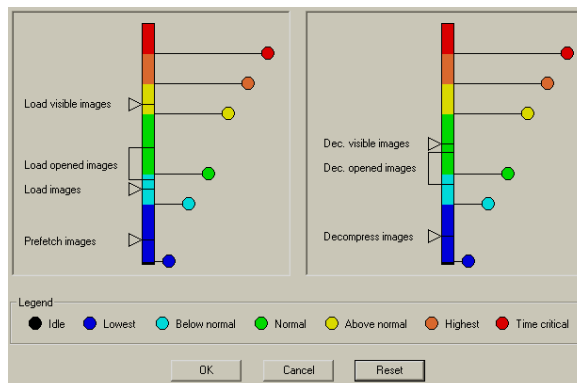 Load visible images
Load opened images
Load images
Prefetch images
Dec. visible images
Dec. opened images
Decompress images
Legend
Idle
Lowest
Below normal
Normal
Above normal
Highest
Time critical
OK
Cancel
Reset